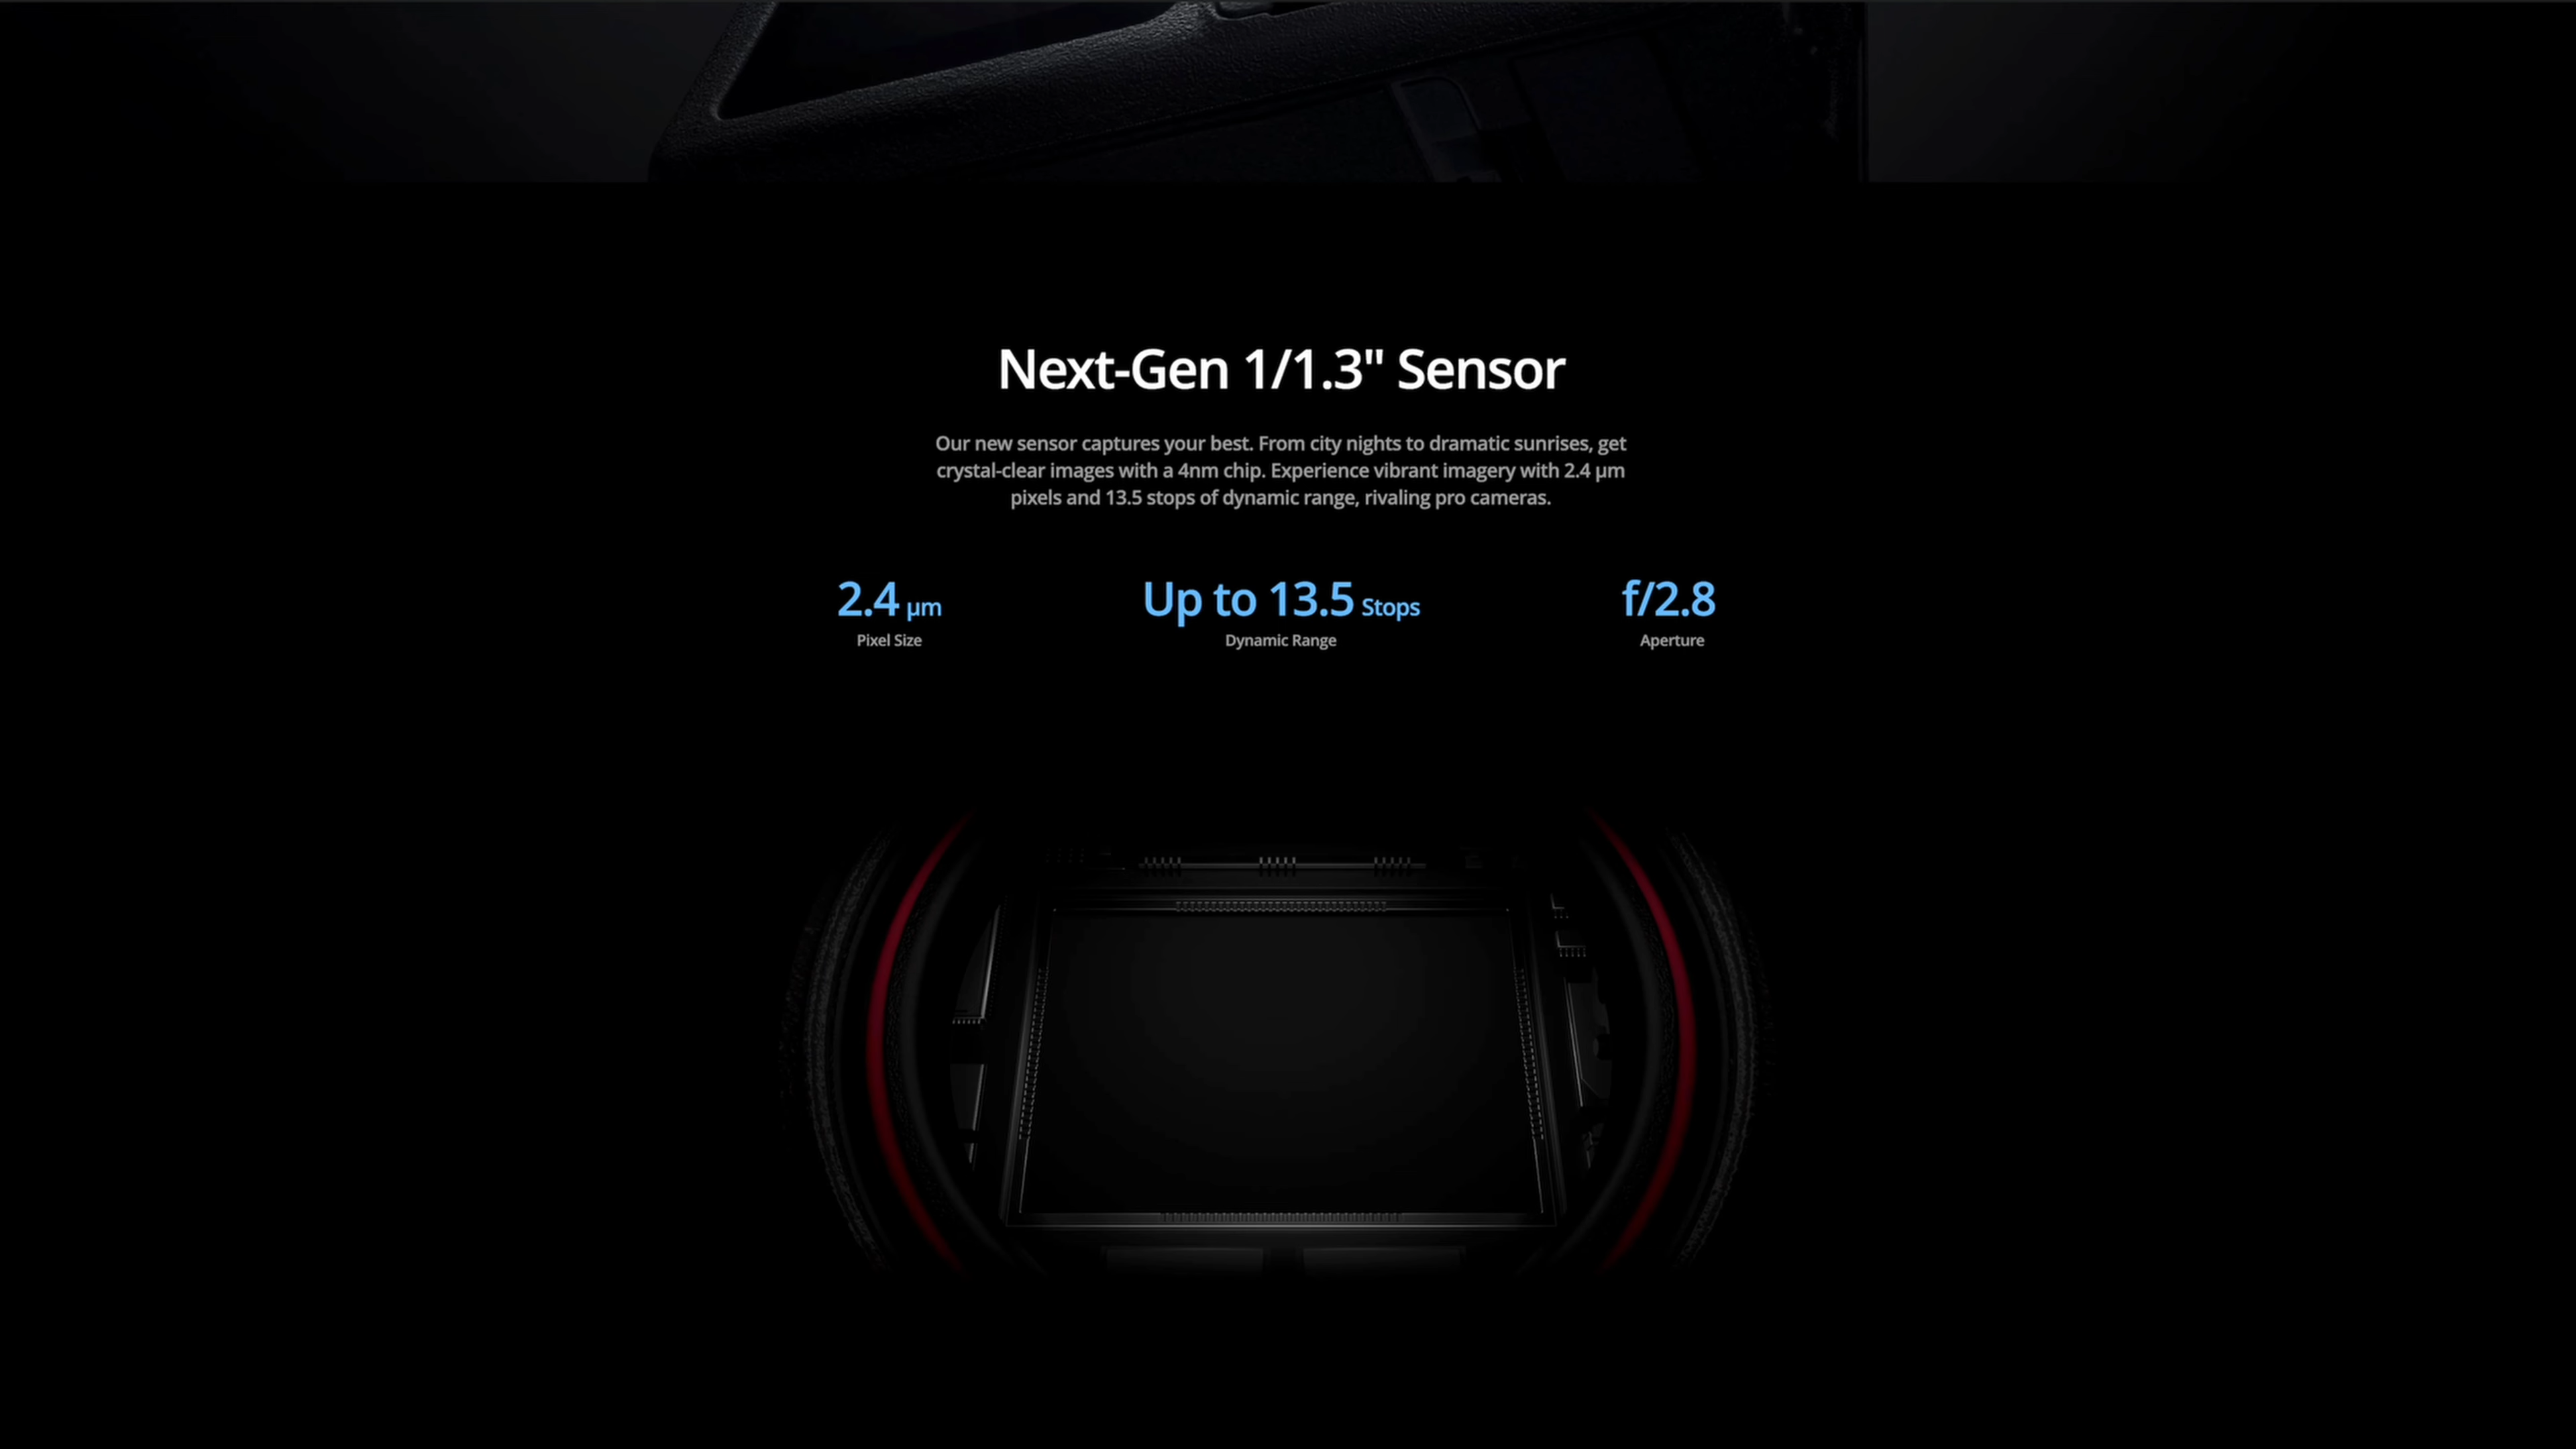 Next-Gen 1/1.3" Sensor
Our new sensor captures your best. From city nights to dramatic sunrises, get
crystal-clear images with a 4nm chip. Experience vibrant imagery with 2.4 μm
pixels and 13.5 stops of dynamic range, rivaling pro cameras.
2.4 μm
Pixel Size
Up to 13.5 Stops
Dynamic Range
f/2.8
Aperture